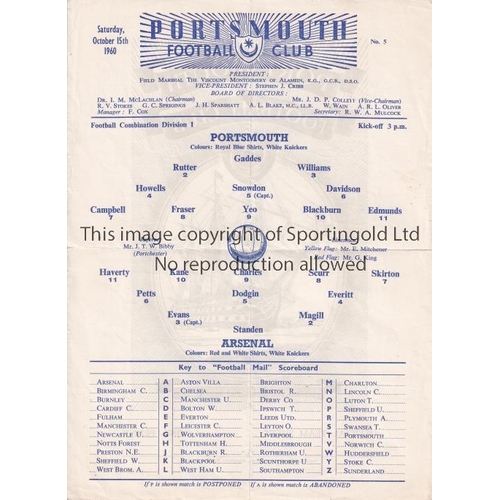 Saturday,
October 15th
1960
PORTSMOUTH
FOOTBALL CLUB
No. 5
PRESIDENT:
FIELD MARSHAL THE VISCOUNT MONTGOMERY OF ALAMEIN, K.G., G.C.B., D.S.O.
VICE-PRESIDENT: STEPHEN J. CRIBB
BOARD OF DIRECTORS:
DR. I. M. MCLACHLAN (Chairman) MR. J. D. P. COLLETT (Vice-Chairman)
R. V. STOKES G. C. SPRIGINGS J. H. SPARSHATT A. L. BLAKE, M.C., LL.B. W. WAIN A. R. L. OLIVER
Manager: F. COX Secretary: R. W. A. MULCOCK
Football Combination Division 1 Kick-off 3 p.m.
PORTSMOUTH
Colours: Royal Blue Shirts, White Knickers
Gaddes
Rutter Williams
2 3
Howells Snowdon Davidson
4 5 (Capt.) 6
Campbell Fraser Yeo Blackburn Edmunds
7 8 9 10 11
This image copyright of Sportingold Ltd
Mr. J. T. W. Bibby Yellow Flag: Mr. E. Mitchener
(Portchester) Red Flag: Mr. G. King
No reproduction allowed
Haverty Kane Charles Scurr Skirton
11 10 9 8 7
Petts Dodgin Everitt
6 5 4
Evans Magill
3 (Capt.) 2
Standen
ARSENAL
Colours: Red and White Shirts, White Knickers
Key to "Football Mail" Scoreboard
ARSENAL A ASTON VILLA BRIGHTON M CHARLTON
BIRMINGHAM C. B CHELSEA BRISTOL R. N LINCOLN C.
BURNLEY C MANCHESTER U. DERBY CO O LUTON T.
CARDIFF C. D BOLTON W. IPSWICH T. P SHEFFIELD U.
FULHAM E EVERTON LEEDS UTD. R PLYMOUTH A.
MANCHESTER C. F LEICESTER C. LEYTON O. S SWANSEA T.
NEWCASTLE U. G WOLVERHAMPTON LIVERPOOL T PORTSMOUTH
NOTTS FOREST H TOTTENHAM H. MIDDLESBROUGH V NORWICH C.
PRESTON N.E. J BLACKBURN R. ROTHERHAM U. W HUDDERSFIELD
SHEFFIELD W. K BLACKPOOL SCUNTHORPE U Y STOKE C.
WEST BROM. A. L WEST HAM U. SOUTHAMPTON Z SUNDERLAND
If v is shown match is POSTPONED If A is shown match is ABANDONED